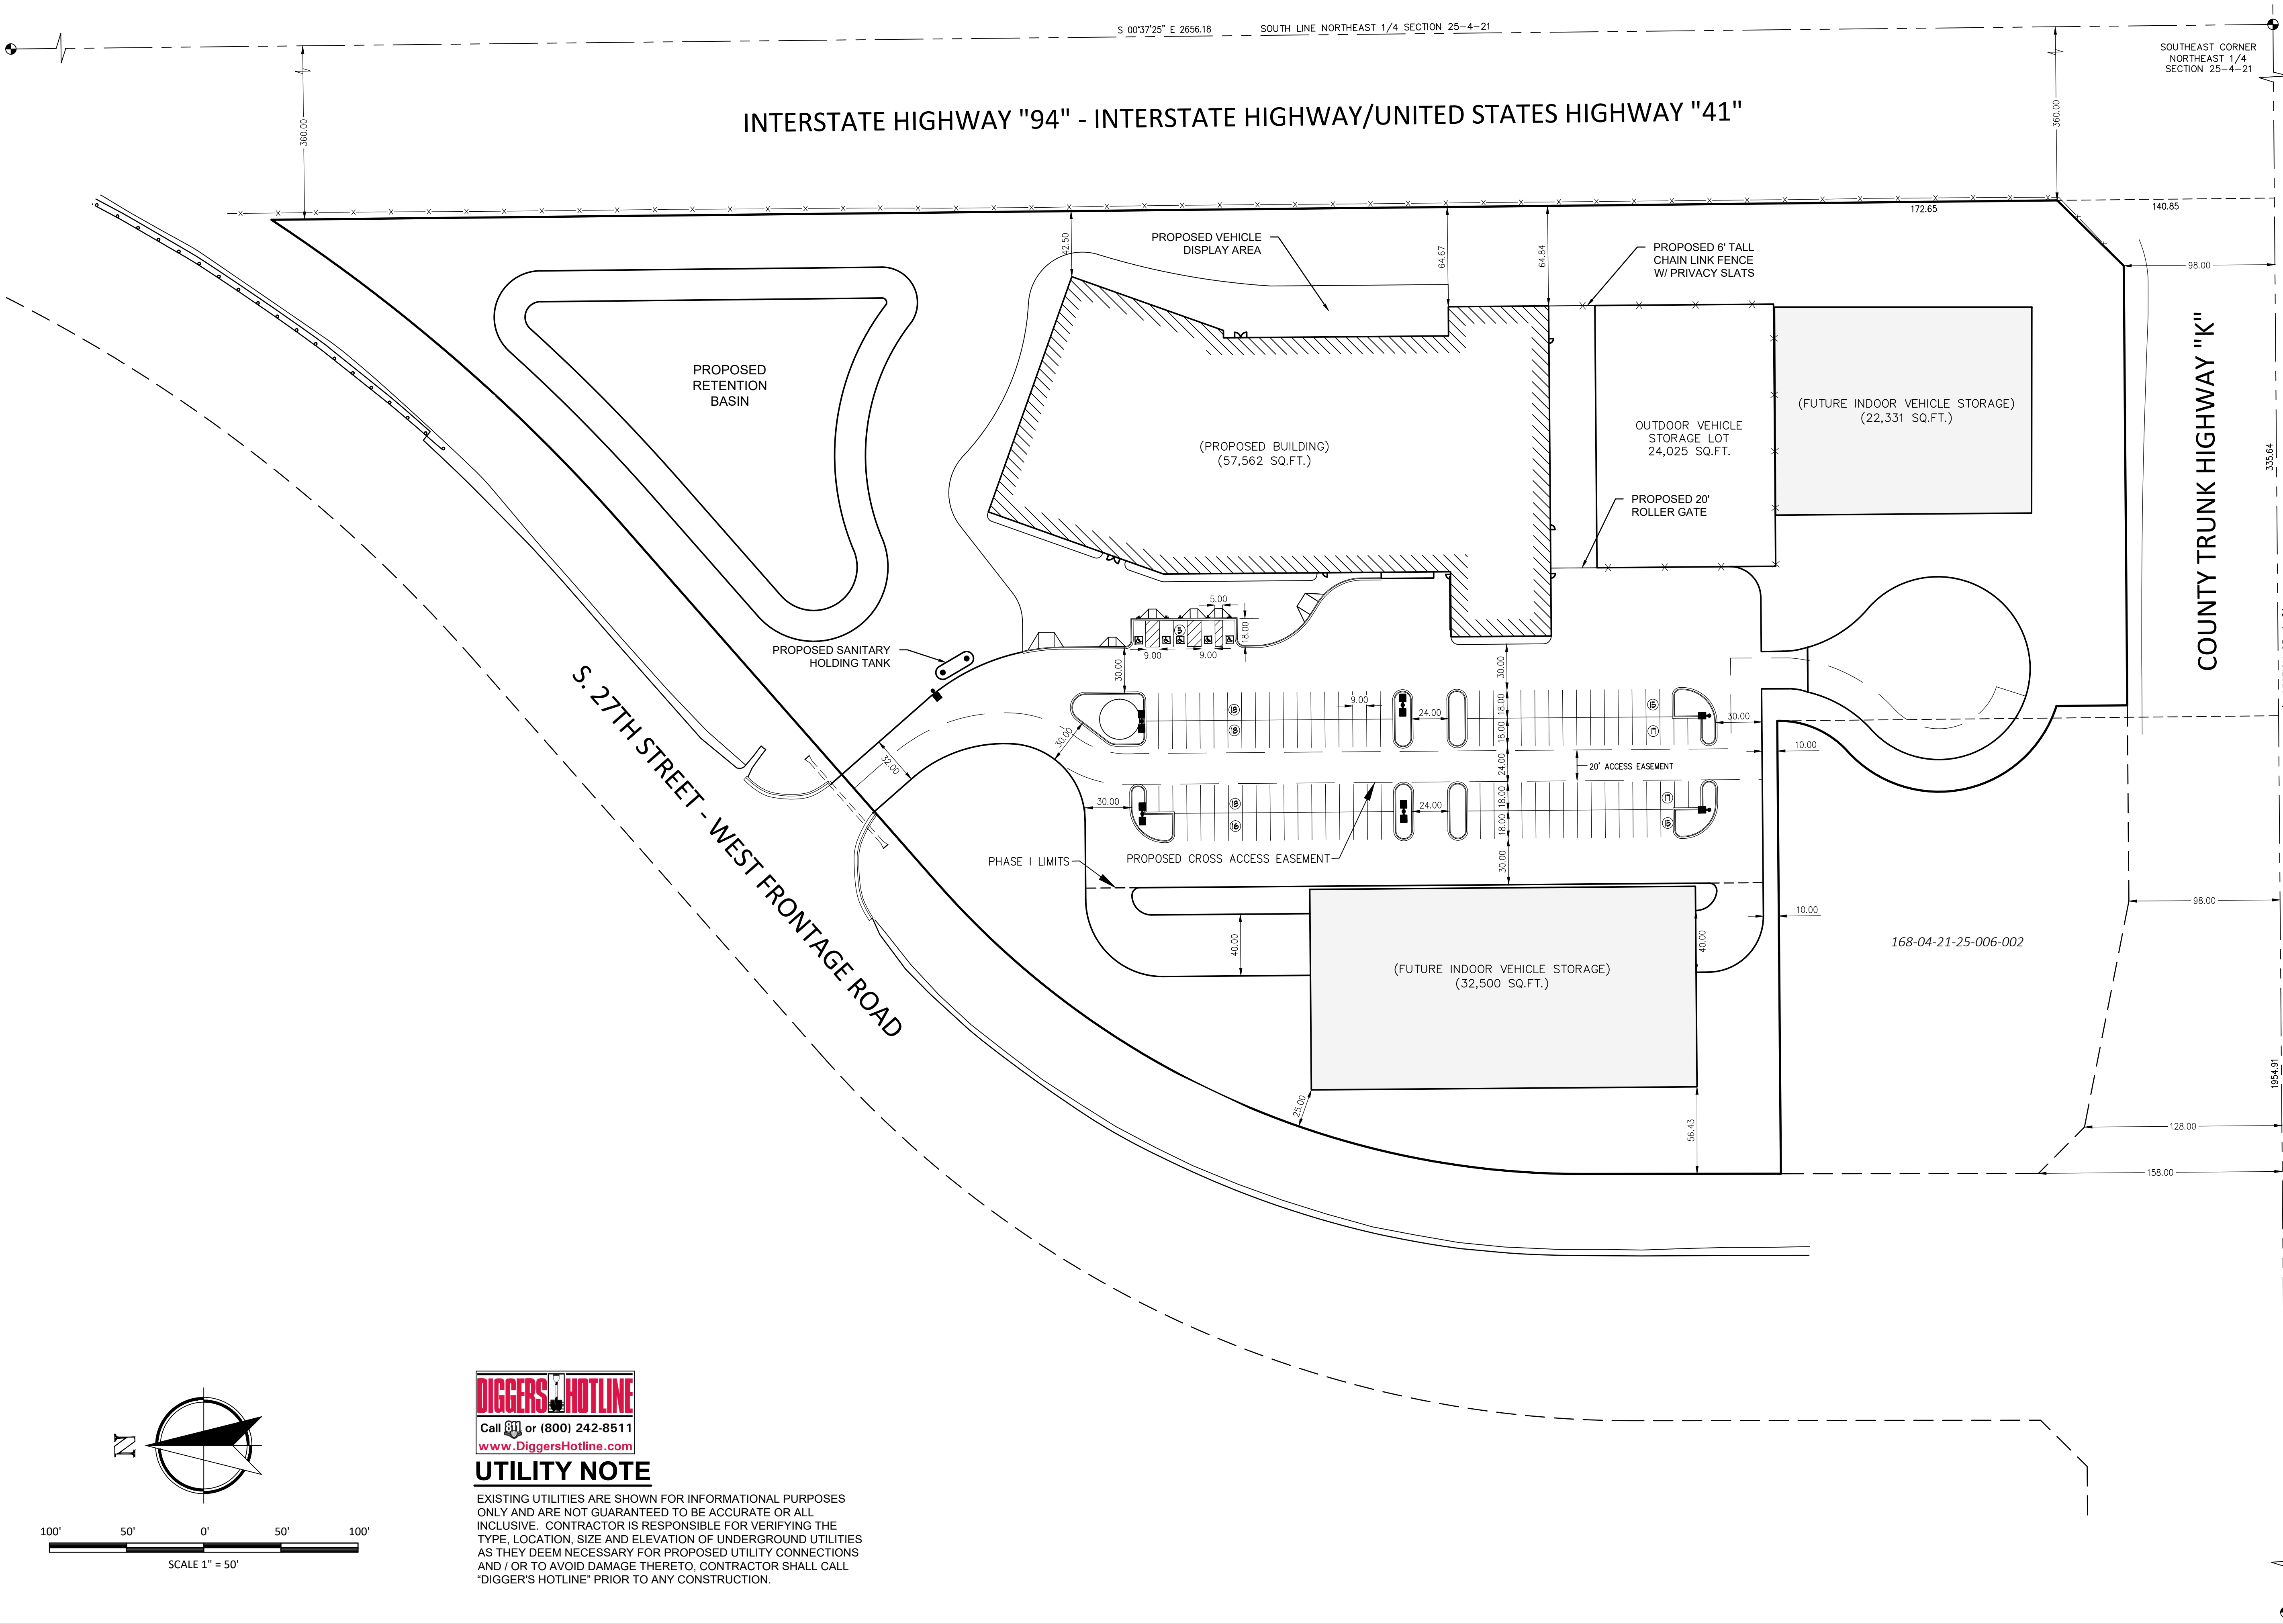 S 00°37'25" E 2656.18 SOUTH LINE NORTHEAST 1/4 SECTION 25-4-21
SOUTHEAST CORNER
NORTHEAST 1/4
SECTION 25-4-21
360.00
360.00
INTERSTATE HIGHWAY "94" - INTERSTATE HIGHWAY/UNITED STATES HIGHWAY "41"
172.65
140.85
42.50
PROPOSED VEHICLE
DISPLAY AREA
64.67
64.84
PROPOSED 6' TALL
CHAIN LINK FENCE
W/ PRIVACY SLATS
98.00
PROPOSED
RETENTION
BASIN
(PROPOSED BUILDING)
(57,562 SQ.FT.)
OUTDOOR VEHICLE
STORAGE LOT
24,025 SQ.FT.
(FUTURE INDOOR VEHICLE STORAGE)
(22,331 SQ.FT.)
COUNTY TRUNK HIGHWAY "K"
335.64
PROPOSED 20'
ROLLER GATE
5.00
5
18.00
9.00
9.00
PROPOSED SANITARY
HOLDING TANK
S. 27TH STREET - WEST FRONTAGE ROAD
30.00
30.00
18.00
18.00
24.00
18.00
18.00
30.00
9.00
24.00
18
18
30.00
30.00
10.00
32.00
20' ACCESS EASEMENT
30.00
24.00
18
16
17
17
PHASE I LIMITS
PROPOSED CROSS ACCESS EASEMENT
98.00
10.00
40.00
40.00
168-04-21-25-006-002
(FUTURE INDOOR VEHICLE STORAGE)
(32,500 SQ.FT.)
1954.91
25.00
56.43
128.00
158.00
N
100' 50' 0' 50' 100'
SCALE 1" = 50'
DIGGERS HOTLINE
Call 811 or (800) 242-8511
www.DiggersHotline.com
UTILITY NOTE
EXISTING UTILITIES ARE SHOWN FOR INFORMATIONAL PURPOSES
ONLY AND ARE NOT GUARANTEED TO BE ACCURATE OR ALL
INCLUSIVE. CONTRACTOR IS RESPONSIBLE FOR VERIFYING THE
TYPE, LOCATION, SIZE AND ELEVATION OF UNDERGROUND UTILITIES
AS THEY DEEM NECESSARY FOR PROPOSED UTILITY CONNECTIONS
AND / OR TO AVOID DAMAGE THERETO, CONTRACTOR SHALL CALL
“DIGGER'S HOTLINE” PRIOR TO ANY CONSTRUCTION.